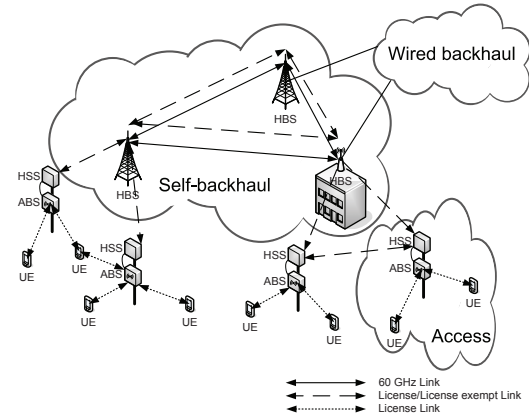 Wired backhaul
HBS
HBS
HBS
Self-backhaul
HSS
ABS
HSS
ABS
HSS
ABS
HSS
ABS
UE
UE
UE
UE
UE
UE
UE
UE
Access
60 GHz Link
License/License exempt Link
License Link